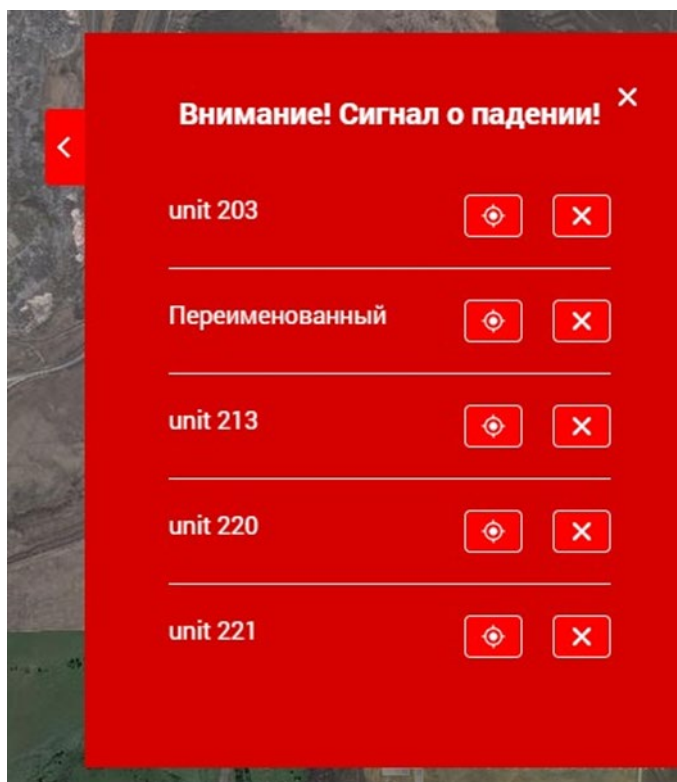 Внимание! Сигнал о падении!
unit 203
Переименованный
unit 213
unit 220
unit 221